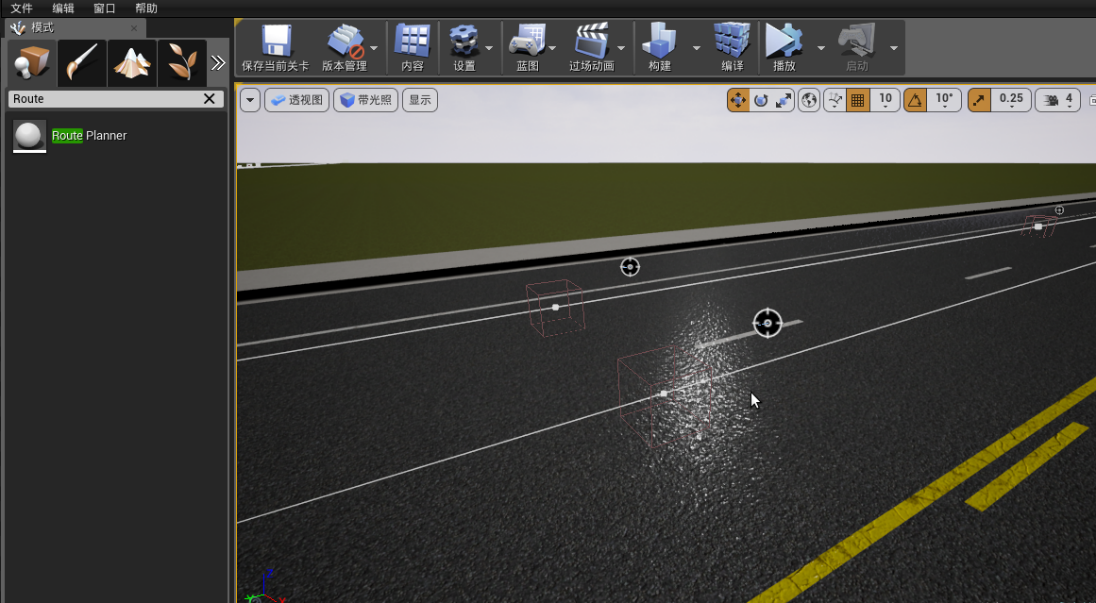 文件 编辑 窗口 帮助
模式
保存当前关卡 版本管理 内容 设置 蓝图 过场动画 构建 编译 播放 启动
Route
透视图 带光照 显示 10 10° 0.25 4
Route Planner